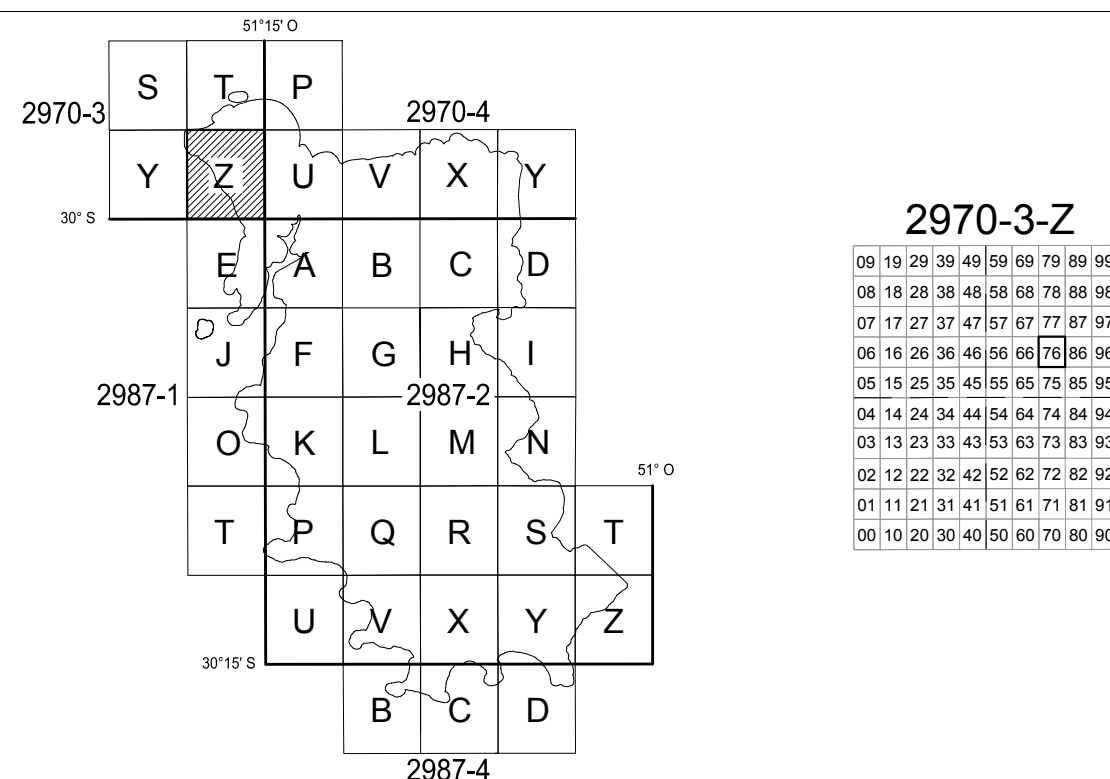 51°15' O
S T P
2970-3 2970-4
Y Z U V X Y
30° S
E A B C D
J F G H I
2987-1 2987-2
O K L M N
51° O
T P Q R S T
U V X Y Z
30°15' S
B C D
2987-4
2970-3-Z
09 19 29 39 49 59 69 79 89 99
08 18 28 38 48 58 68 78 88 98
07 17 27 37 47 57 67 77 87 97
06 16 26 36 46 56 66 76 86 96
05 15 25 35 45 55 65 75 85 95
04 14 24 34 44 54 64 74 84 94
03 13 23 33 43 53 63 73 83 93
02 12 22 32 42 52 62 72 82 92
01 11 21 31 41 51 61 71 81 91
00 10 20 30 40 50 60 70 80 90